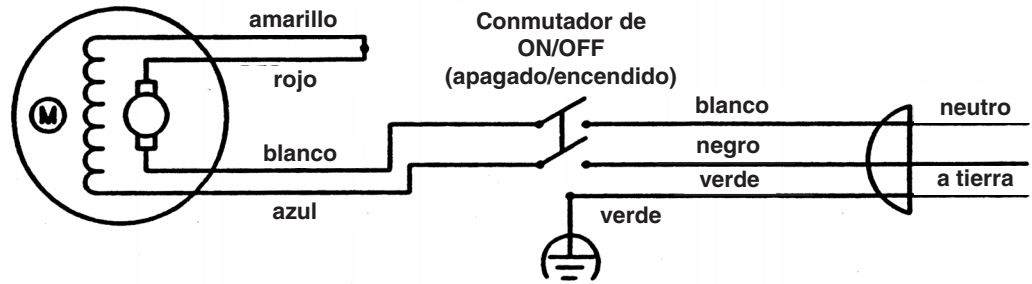 amarillo
rojo
M
blanco
azul
Conmutador de
ON/OFF
(apagado/encendido)
blanco
negro
verde
verde
neutro
a tierra